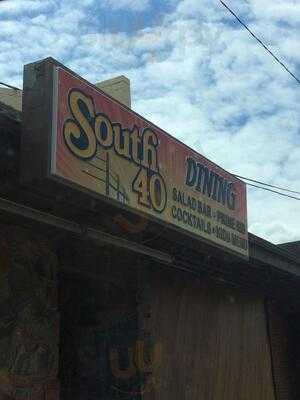 South
40
DINING
SALAD BAR • PRIME RIB
COCKTAILS • KIDS MENU